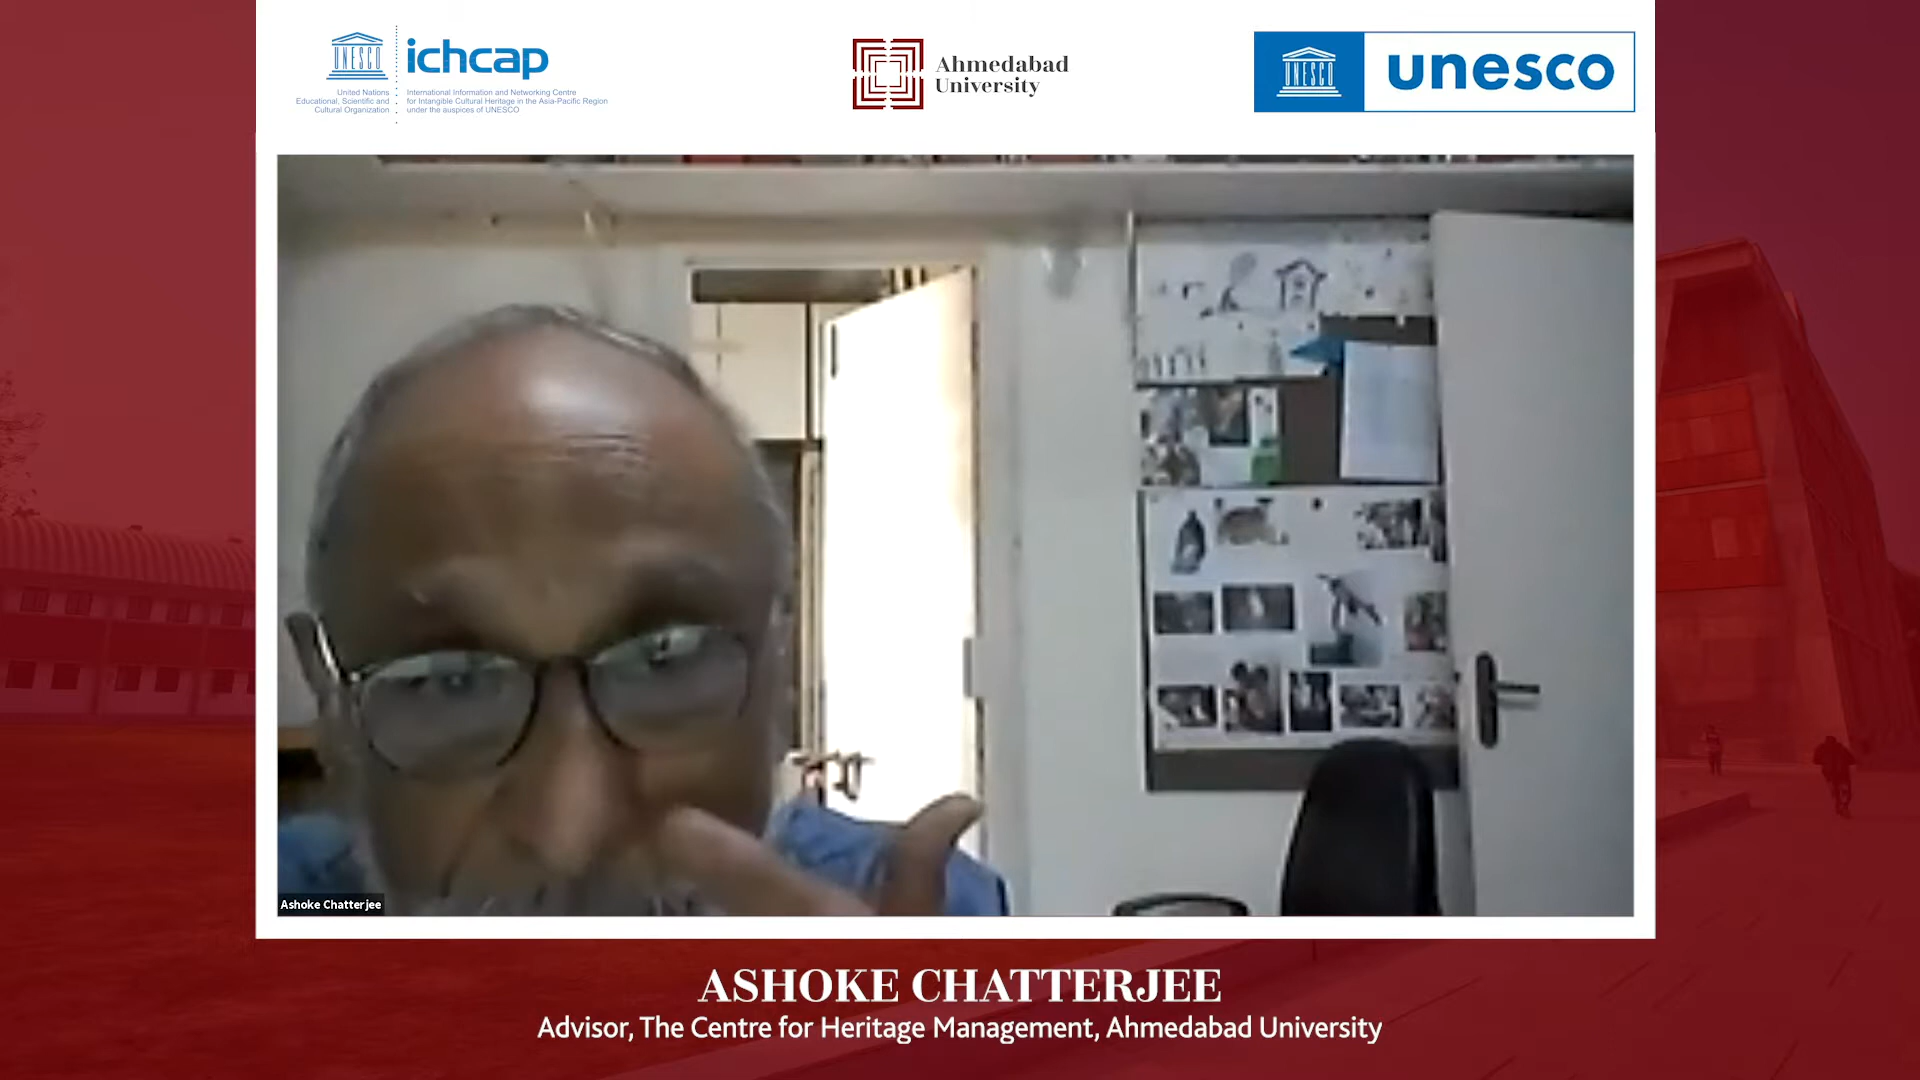 UNESCO
United Nations
Educational, Scientific and
Cultural Organization
ichcap
International Information and Networking Centre
for Intangible Cultural Heritage in the Asia-Pacific Region
under the auspices of UNESCO
Ahmedabad
University
UNESCO
unesco
Ashoke Chatterjee
ASHOKE CHATTERJEE
Advisor, The Centre for Heritage Management, Ahmedabad University